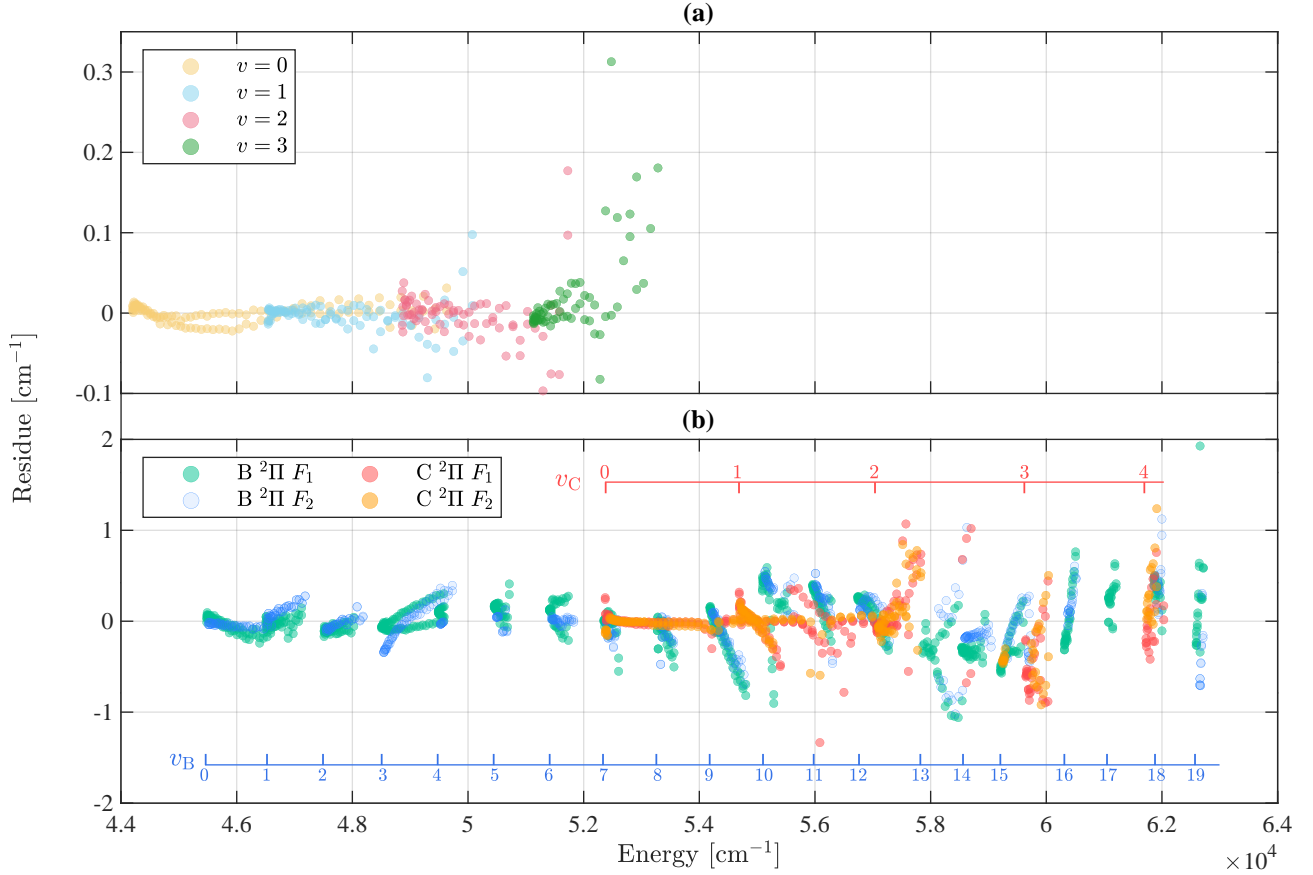 (a)
0.3
0.2
0.1
0
-0.1
v = 0
v = 1
v = 2
v = 3
Residue [cm⁻¹]
(b)
2
1
0
-1
-2
B ²Π F₁ C ²Π F₁
B ²Π F₂ C ²Π F₂
v_C 0 1 2 3 4
v_B 0 1 2 3 4 5 6 7 8 9 10 11 12 13 14 15 16 17 18 19
4.4 4.6 4.8 5 5.2 5.4 5.6 5.8 6 6.2 6.4
Energy [cm⁻¹] ×10⁴